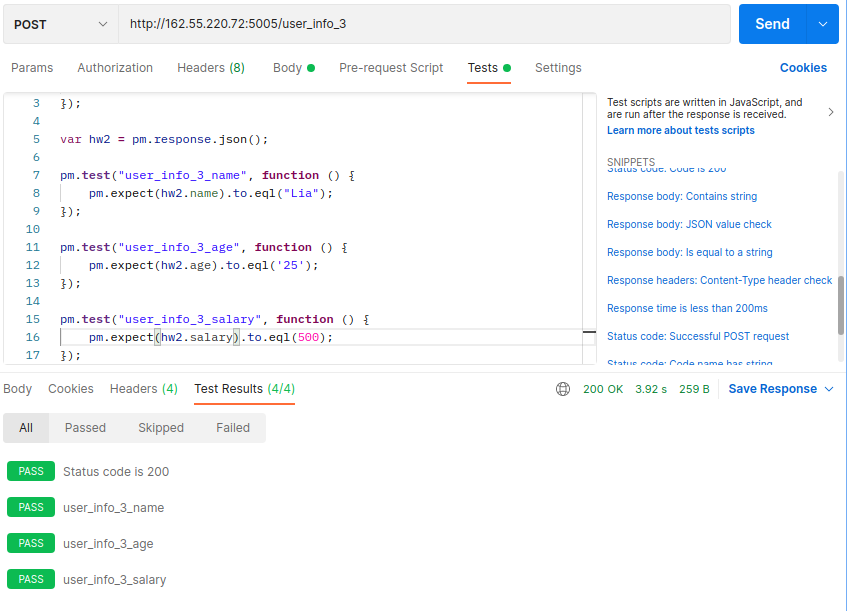 POST
http://162.55.220.72:5005/user_info_3
Send
Params Authorization Headers (8) Body Pre-request Script Tests Settings Cookies
3 });
4
5 var hw2 = pm.response.json();
6
7 pm.test("user_info_3_name", function () {
8 pm.expect(hw2.name).to.eql("Lia");
9 });
10
11 pm.test("user_info_3_age", function () {
12 pm.expect(hw2.age).to.eql('25');
13 });
14
15 pm.test("user_info_3_salary", function () {
16 pm.expect(hw2.salary).to.eql(500);
17 });
Test scripts are written in JavaScript, and
are run after the response is received.
Learn more about tests scripts
SNIPPETS
Status code: Code is 200
Response body: Contains string
Response body: JSON value check
Response body: Is equal to a string
Response headers: Content-Type header check
Response time is less than 200ms
Status code: Successful POST request
Status code: Code name has string
Body Cookies Headers (4) Test Results (4/4) 200 OK 3.92 s 259 B Save Response
All Passed Skipped Failed
PASS Status code is 200
PASS user_info_3_name
PASS user_info_3_age
PASS user_info_3_salary